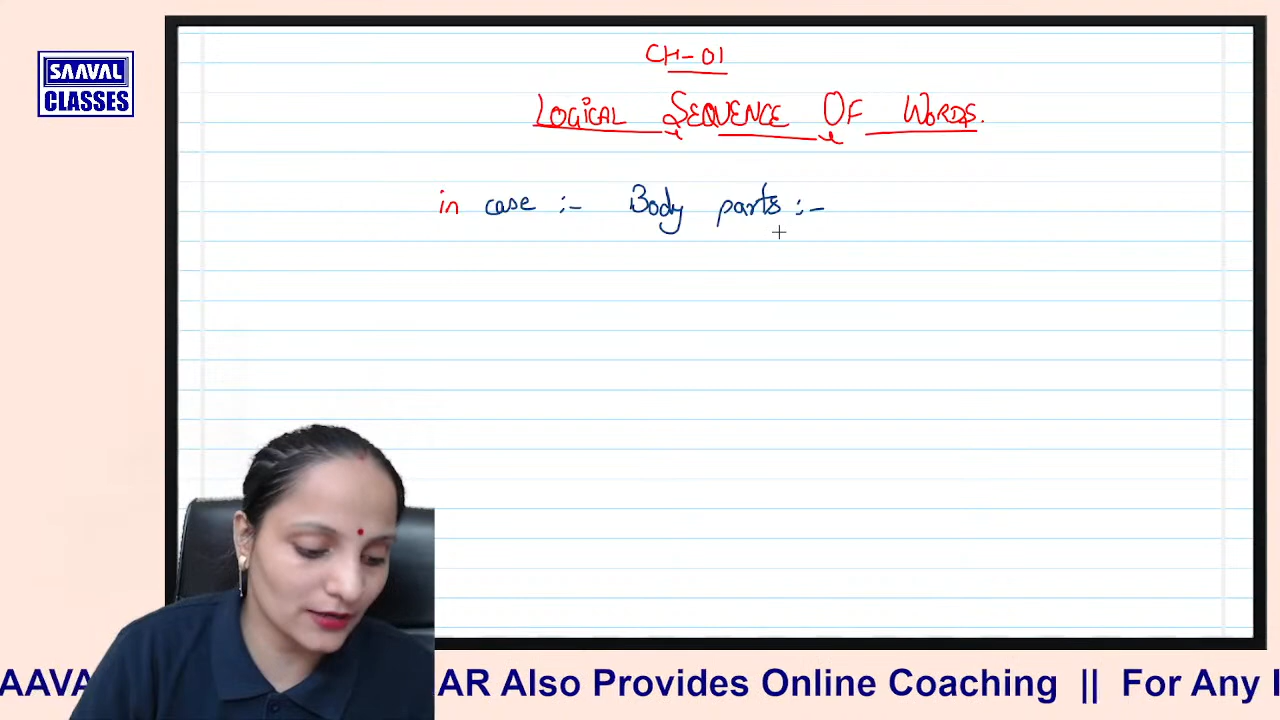 SAAVAL
CLASSES
CH-01
LOGICAL SEQUENCE OF WORDS.
in case :- Body parts :-
AR Also Provides Online Coaching || For Any